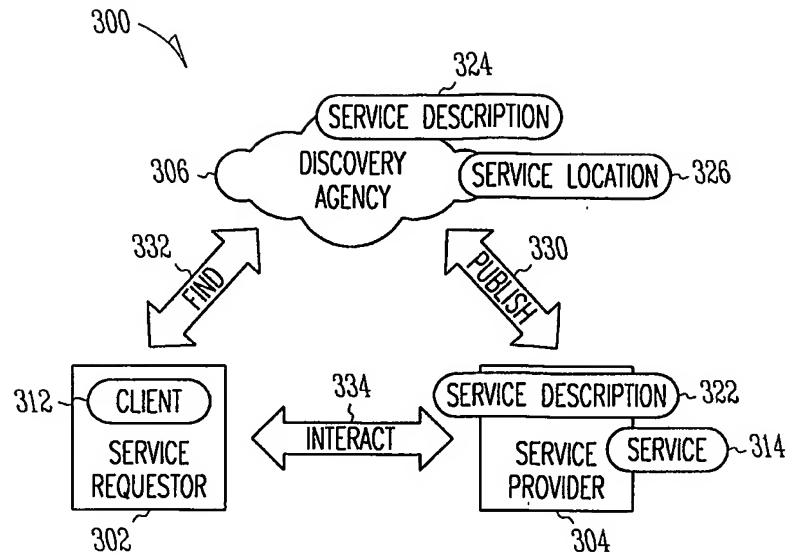 300
324
SERVICE DESCRIPTION
306
DISCOVERY
AGENCY
SERVICE LOCATION
326
332
FIND
330
PUBLISH
312
CLIENT
SERVICE
REQUESTOR
302
334
INTERACT
SERVICE DESCRIPTION
322
SERVICE
PROVIDER
SERVICE
314
304